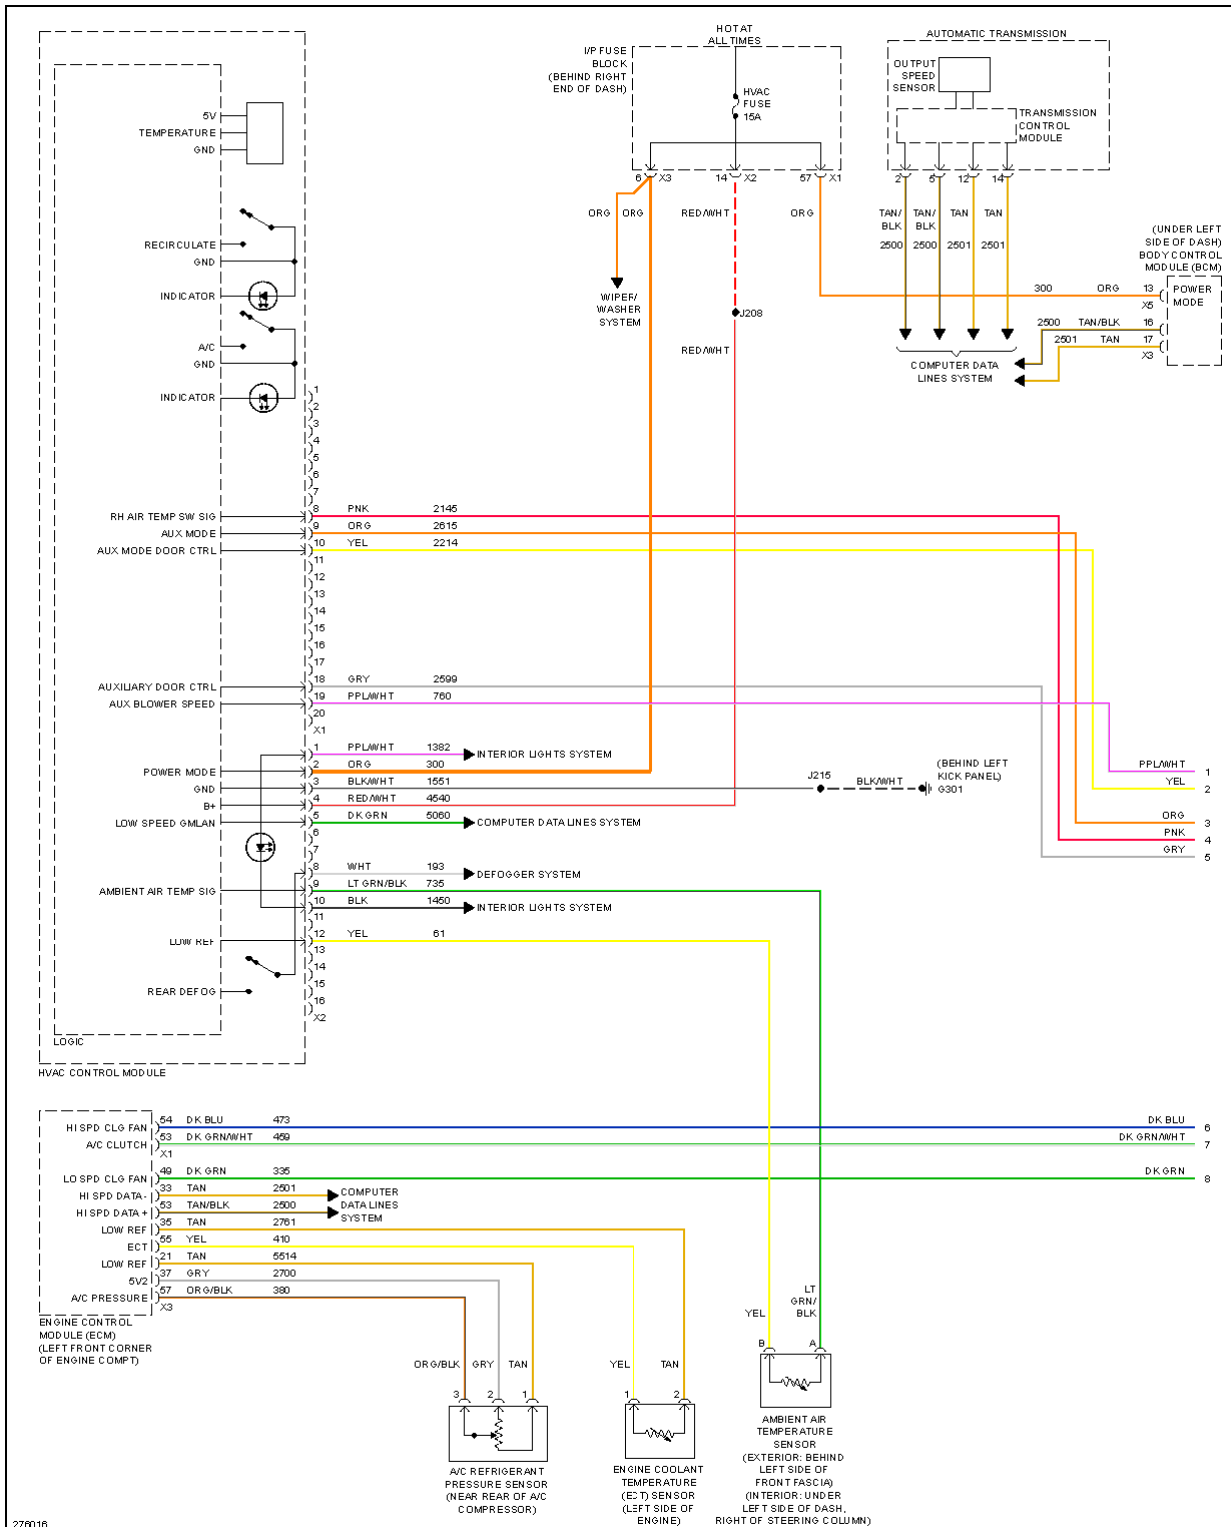 HOT AT
ALL TIMES
I/P FUSE
BLOCK
(BEHIND RIGHT
END OF DASH)
HVAC
FUSE
15A
6 X3 14 X2 57 X1
ORG ORG RED/WHT ORG
WIPER/
WASHER
SYSTEM
J208
RED/WHT
AUTOMATIC TRANSMISSION
OUTPUT
SPEED
SENSOR
TRANSMISSION
CONTROL
MODULE
2 5 12 14
TAN/
BLK
TAN/
BLK
TAN TAN
2500 2500 2501 2501
COMPUTER DATA
LINES SYSTEM
(UNDER LEFT
SIDE OF DASH)
BODY CONTROL
MODULE (BCM)
300 ORG 13
X5
POWER
MODE
2500 TAN/BLK 16
2501 TAN 17
X3
5V
TEMPERATURE
GND
RECIRCULATE
GND
INDICATOR
A/C
GND
INDICATOR
1
2
3
4
5
6
7
RH AIR TEMP SW SIG 8 PNK 2145
AUX MODE 9 ORG 2615
AUX MODE DOOR CTRL 10 YEL 2214
11
12
13
14
15
16
17
AUXILIARY DOOR CTRL 18 GRY 2599
AUX BLOWER SPEED 19 PPL/WHT 760
20
X1
1 PPL/WHT 1382 INTERIOR LIGHTS SYSTEM
POWER MODE 2 ORG 300
GND 3 BLK/WHT 1551 J215 BLK/WHT
(BEHIND LEFT
KICK PANEL)
G301
B+ 4 RED/WHT 4540
LOW SPEED GMLAN 5 DK GRN 5060 COMPUTER DATA LINES SYSTEM
6
7
8 WHT 193 DEFOGGER SYSTEM
AMBIENT AIR TEMP SIG 9 LT GRN/BLK 735
10 BLK 1450 INTERIOR LIGHTS SYSTEM
11
LOW REF 12 YEL 61
13
14
REAR DEFOG 15
16
X2
LOGIC
HVAC CONTROL MODULE
PPL/WHT 1
YEL 2
ORG 3
PNK 4
GRY 5
HI SPD CLG FAN 54 DK BLU 473 DK BLU 6
A/C CLUTCH 53 DK GRN/WHT 459 DK GRN/WHT 7
X1
LO SPD CLG FAN 49 DK GRN 335 DK GRN 8
HI SPD DATA- 33 TAN 2501
HI SPD DATA + 53 TAN/BLK 2500
COMPUTER
DATA LINES
SYSTEM
LOW REF 35 TAN 2761
ECT 55 YEL 410
LOW REF 21 TAN 5514
5V2 37 GRY 2700
A/C PRESSURE 57 ORG/BLK 380
X3
ENGINE CONTROL
MODULE (ECM)
(LEFT FRONT CORNER
OF ENGINE COMPT)
ORG/BLK GRY TAN
3 2 1
A/C REFRIGERANT
PRESSURE SENSOR
(NEAR REAR OF A/C
COMPRESSOR)
YEL TAN
1 2
ENGINE COOLANT
TEMPERATURE
(ECT) SENSOR
(LEFT SIDE OF
ENGINE)
YEL
LT
GRN/
BLK
B A
AMBIENT AIR
TEMPERATURE
SENSOR
(EXTERIOR: BEHIND
LEFT SIDE OF
FRONT FASCIA)
(INTERIOR: UNDER
LEFT SIDE OF DASH,
RIGHT OF STEERING COLUMN)
276016